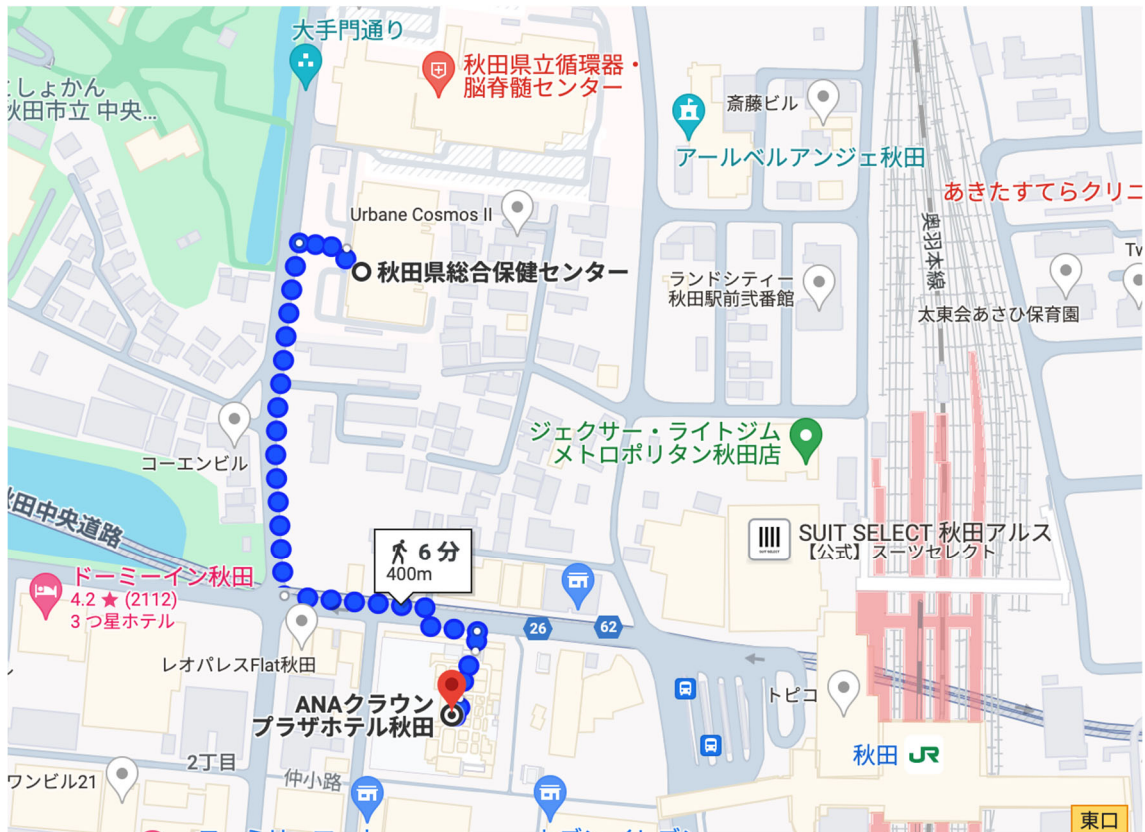 大手門通り
秋田県立循環器・
脳脊髄センター
としょかん
秋田市立 中央...
斎藤ビル
アールベルアンジェ秋田
あきたすてらクリニ
Urbane Cosmos II
奥羽本線
Tw
秋田県総合保健センター
ランドシティー
秋田駅前弐番館
太東会あさひ保育園
ジェクサー・ライトジム
メトロポリタン秋田店
コーエンビル
秋田中央道路
SUIT SELECT 秋田アルス
【公式】スーツセレクト
6 分
400m
ドーミーイン秋田
4.2 ★ (2112)
3 つ星ホテル
26
62
レオパレスFlat秋田
トピコ
ANAクラウン
プラザホテル秋田
秋田 JR
2丁目
仲小路
ワンビル21
東口